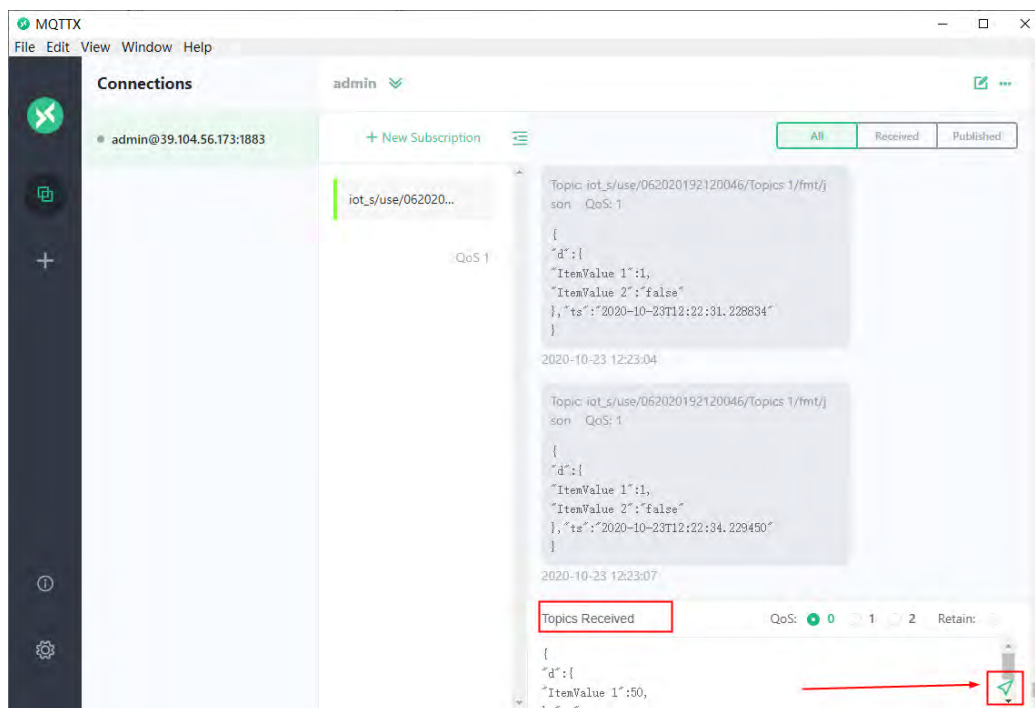 MQTTX
File Edit View Window Help
Connections
admin
admin@39.104.56.173:1883
+ New Subscription
All Received Published
iot_s/use/062020...
QoS 1
Topic: iot_s/use/062020192120046/Topics 1/fmt/j
son QoS: 1
{
"d":{
"ItemValue 1":1,
"ItemValue 2":"false"
},"ts":"2020-10-23T12:22:31.228834"
}
2020-10-23 12:23:04
Topic: iot_s/use/062020192120046/Topics 1/fmt/j
son QoS: 1
{
"d":{
"ItemValue 1":1,
"ItemValue 2":"false"
},"ts":"2020-10-23T12:22:34.229450"
}
2020-10-23 12:23:07
Topics Received
QoS: 0 1 2 Retain:
{
"d":{
"ItemValue 1":50,